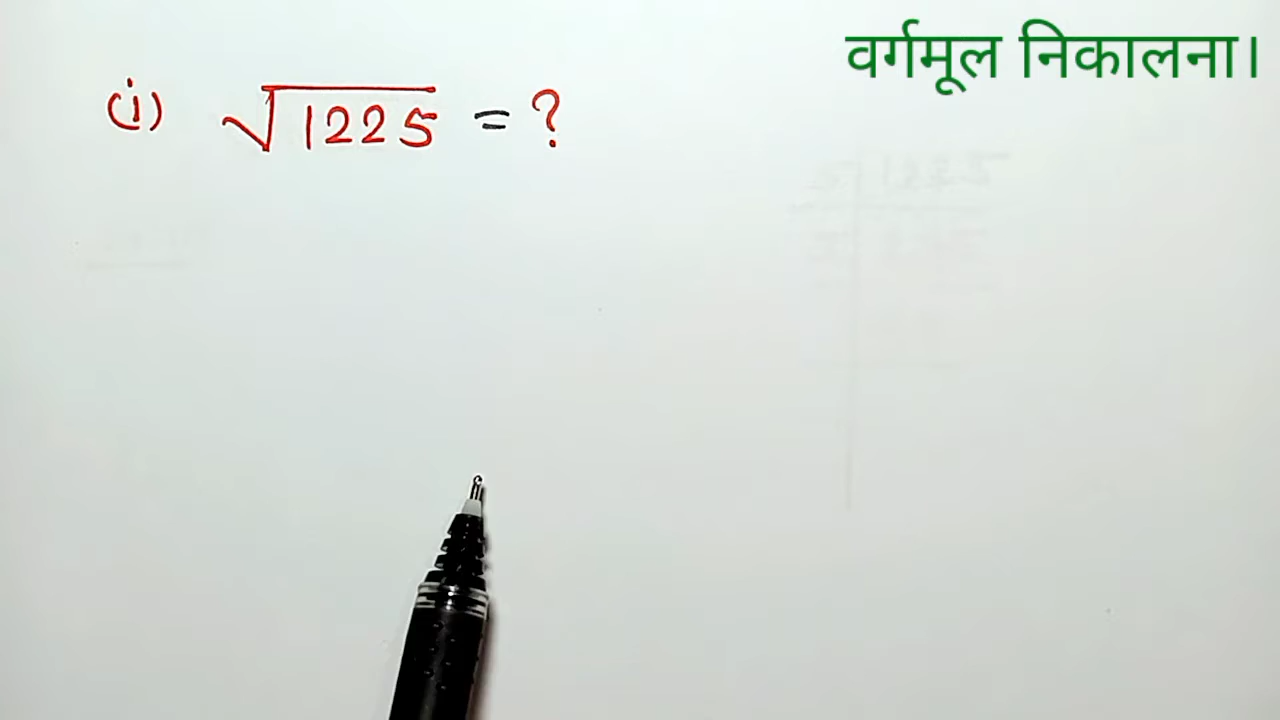 वर्गमूल निकालना।
(i) √1225 = ?